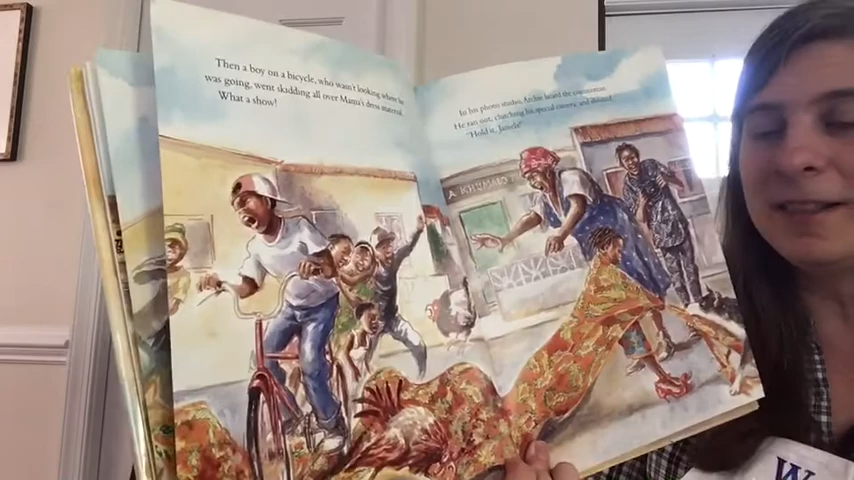 Then a boy on a bicycle, who wasn't looking where he
was going, went skidding all over Mama's dress material.
What a show!
In his photo studio, Archie heard the commotion.
He ran out, clutching his special camera, and shouted,
"Hold it, Jamela!"
A KHUMALO
W